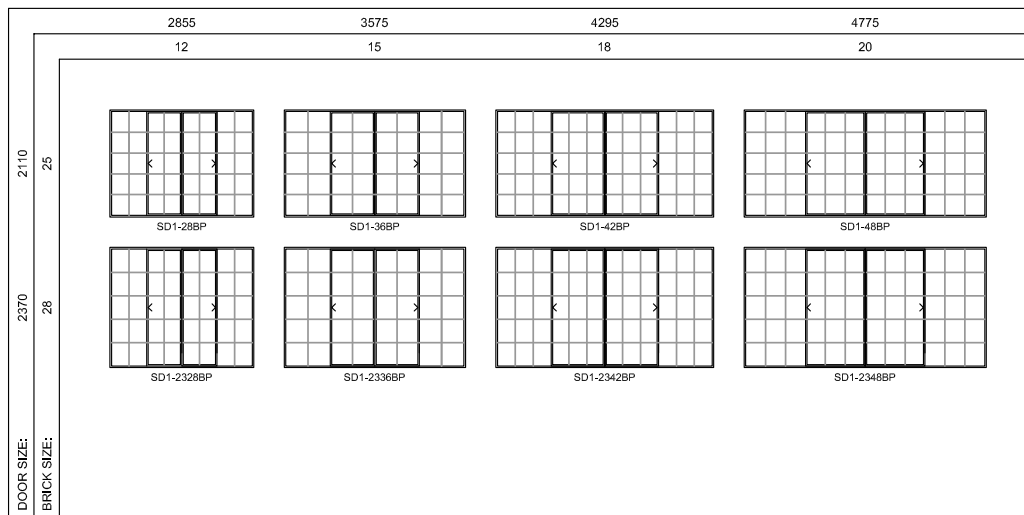 2855 3575 4295 4775
12 15 18 20
2110 25
SD1-28BP SD1-36BP SD1-42BP SD1-48BP
2370 28
SD1-2328BP SD1-2336BP SD1-2342BP SD1-2348BP
DOOR SIZE:
BRICK SIZE: